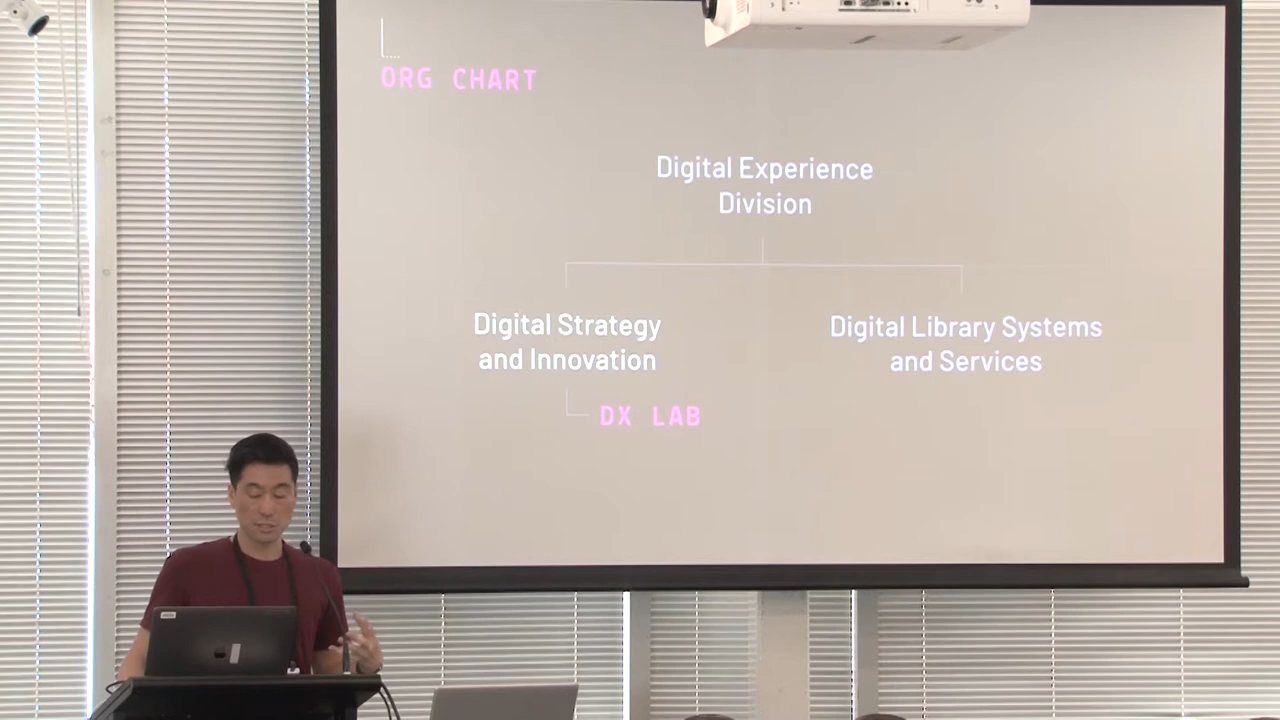 ORG CHART
Digital Experience
Division
Digital Strategy
and Innovation
Digital Library Systems
and Services
DX LAB